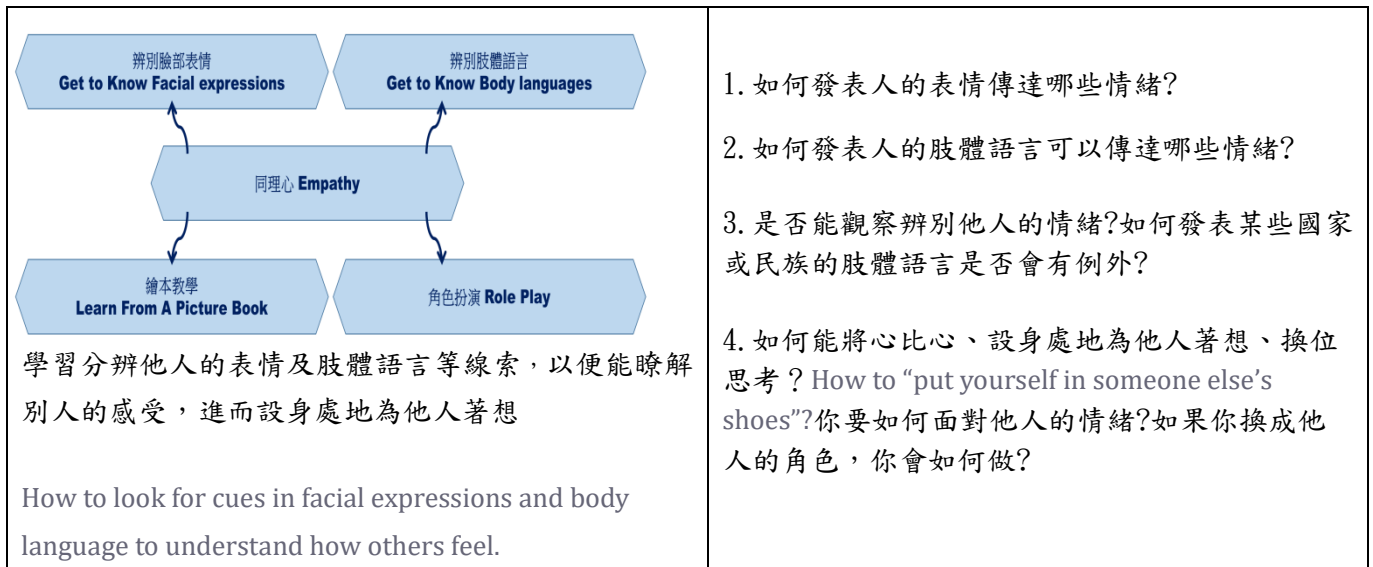 辨別臉部表情
Get to Know Facial expressions
辨別肢體語言
Get to Know Body languages
同理心 Empathy
繪本教學
Learn From A Picture Book
角色扮演 Role Play
學習分辨他人的表情及肢體語言等線索，以便能瞭解
別人的感受，進而設身處地為他人著想
How to look for cues in facial expressions and body
language to understand how others feel.
1.如何發表人的表情傳達哪些情緒?
2.如何發表人的肢體語言可以傳達哪些情緒?
3.是否能觀察辨別他人的情緒?如何發表某些國家
或民族的肢體語言是否會有例外?
4.如何能將心比心、設身處地為他人著想、換位
思考？How to “put yourself in someone else’s
shoes”?你要如何面對他人的情緒?如果你換成他
人的角色，你會如何做?